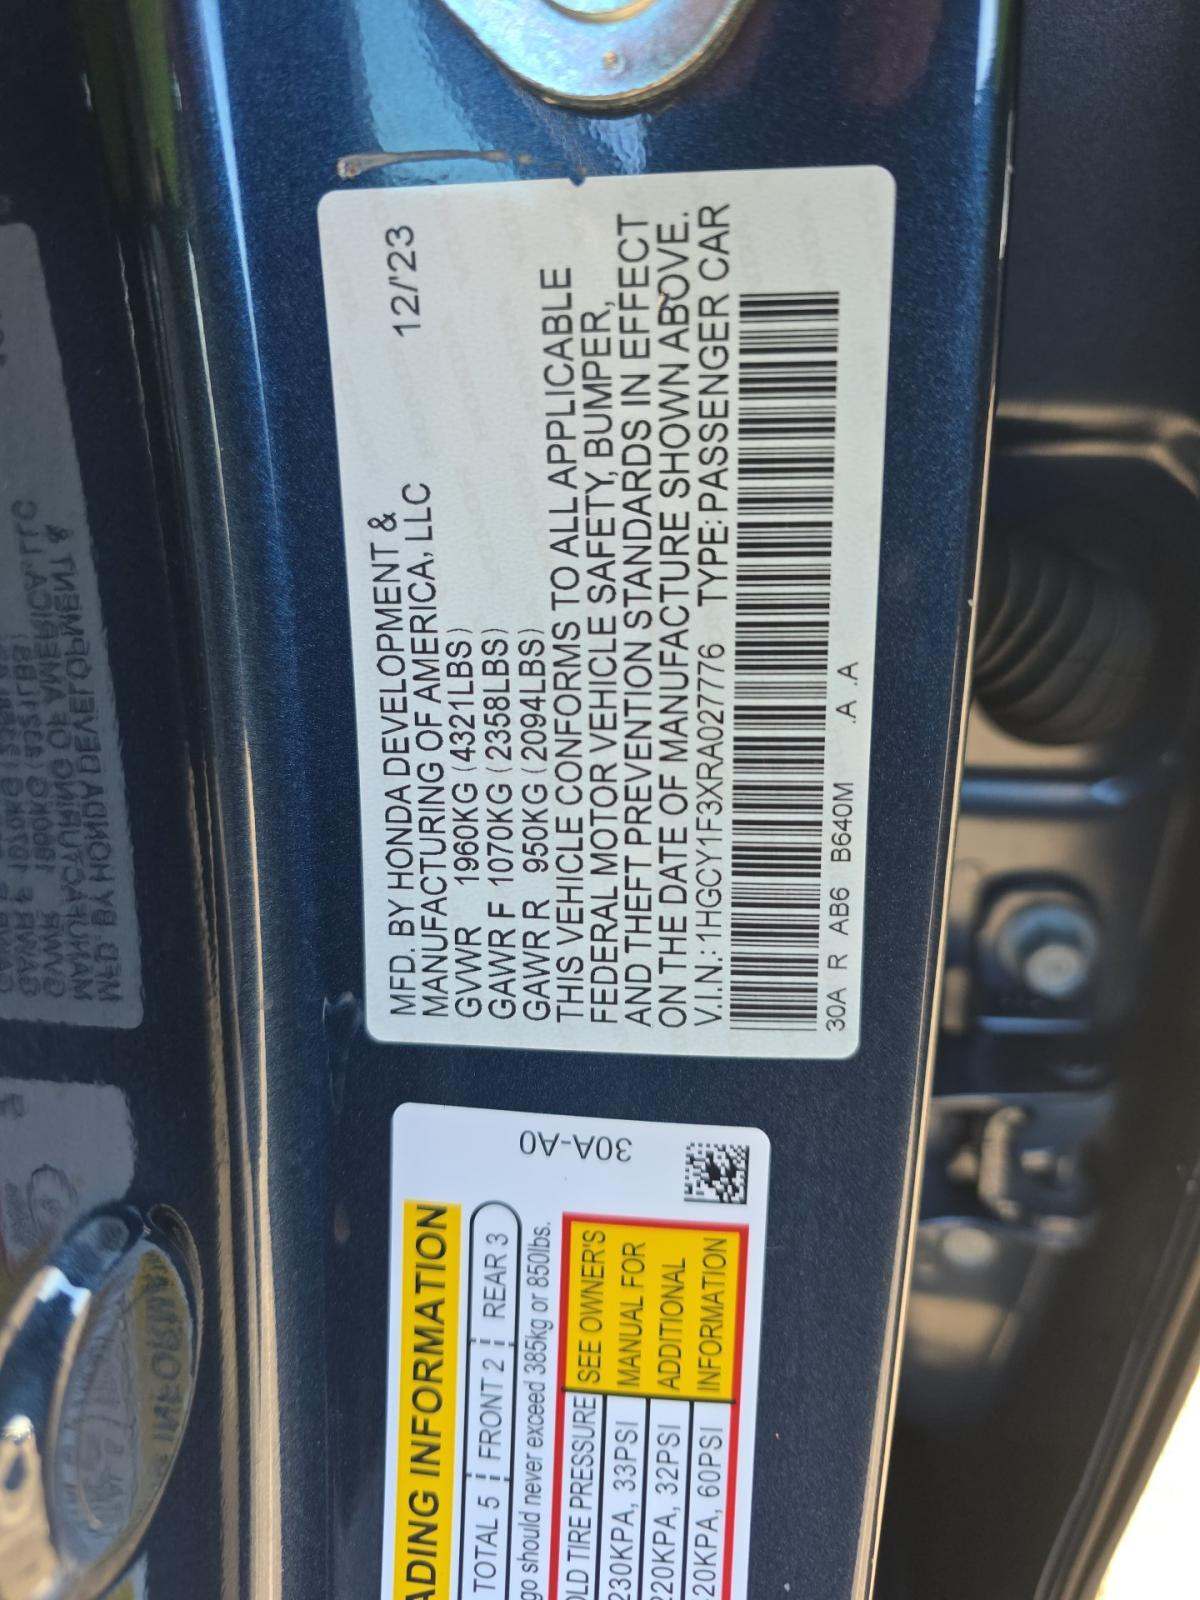 MFD. BY HONDA DEVELOPMENT &
MANUFACTURING OF AMERICA, LLC 12/'23
GVWR 1960KG (4321LBS)
GAWR F 1070KG (2358LBS)
GAWR R 950KG (2094LBS)
THIS VEHICLE CONFORMS TO ALL APPLICABLE
FEDERAL MOTOR VEHICLE SAFETY, BUMPER,
AND THEFT PREVENTION STANDARDS IN EFFECT
ON THE DATE OF MANUFACTURE SHOWN ABOVE.
V.I.N.: 1HGCY1F3XRA027776 TYPE: PASSENGER CAR
30A R AB6 B640M .A .A
30A-A0
ADING INFORMATION
TOTAL 5 FRONT 2 REAR 3
go should never exceed 385kg or 850lbs.
OLD TIRE PRESSURE
230KPA, 33PSI
220KPA, 32PSI
20KPA, 60PSI
SEE OWNER'S
MANUAL FOR
ADDITIONAL
INFORMATION